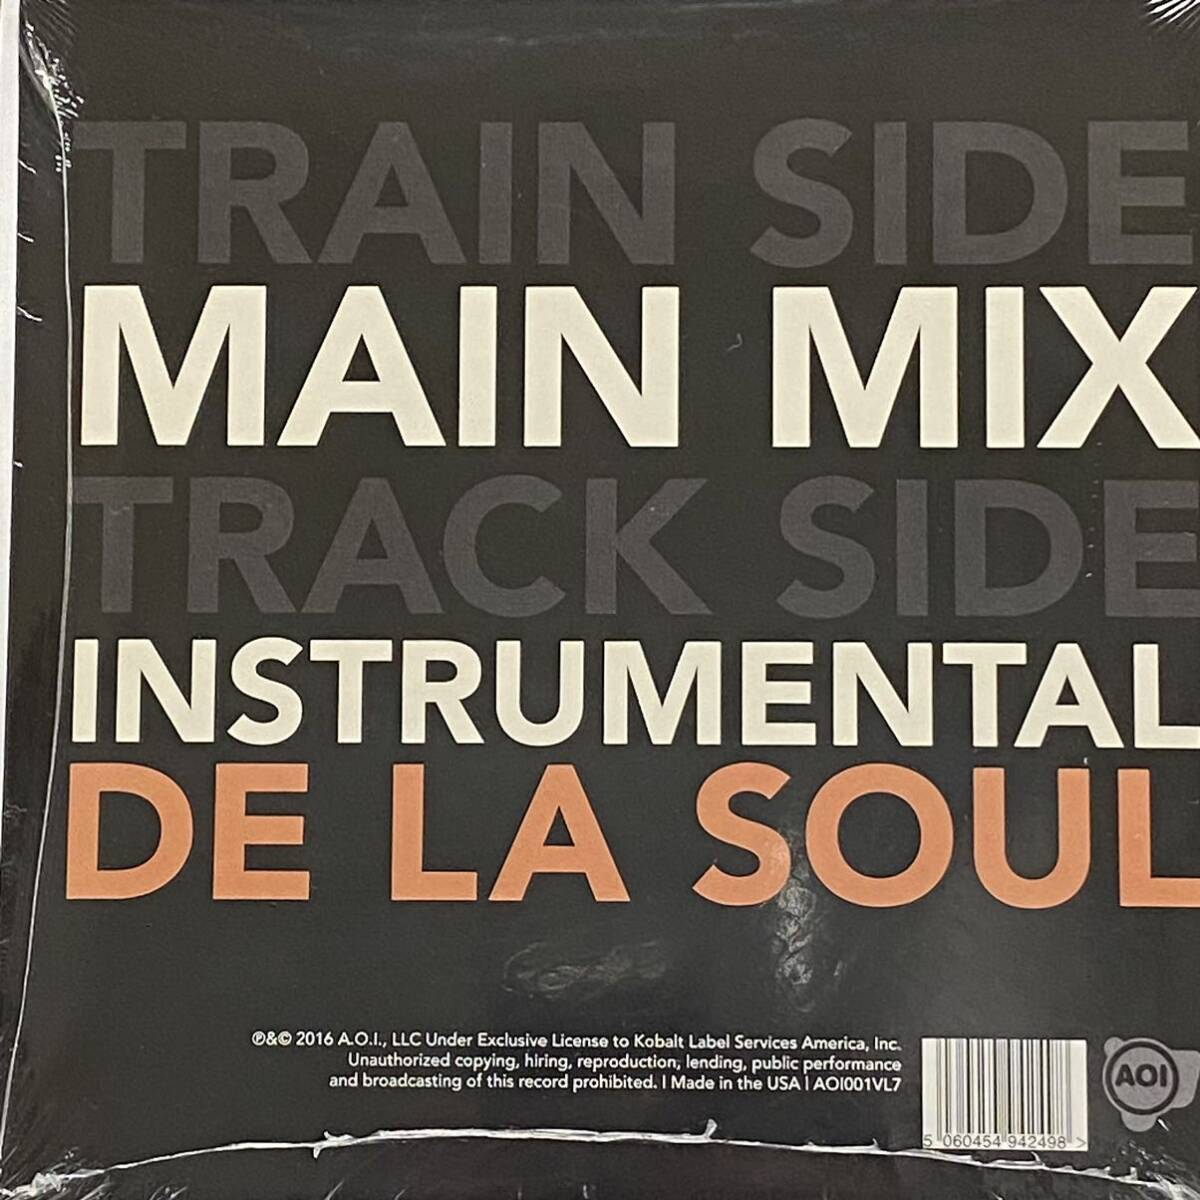 TRAIN SIDE
MAIN MIX
TRACK SIDE
INSTRUMENTAL
DE LA SOUL
℗&© 2016 A.O.I., LLC Under Exclusive License to Kobalt Label Services America, Inc.
Unauthorized copying, hiring, reproduction, lending, public performance
and broadcasting of this record prohibited. I Made in the USA I AOI001VL7
AOI
5 060454 942498 >